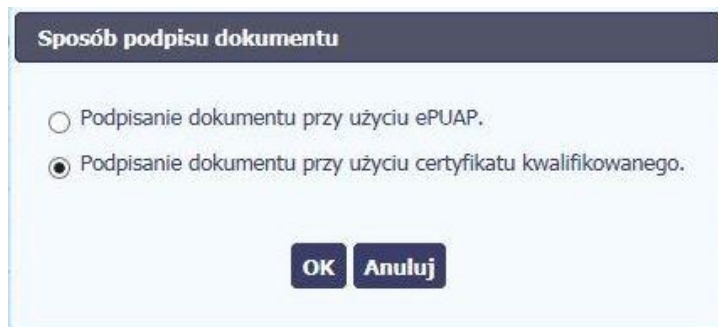 Sposób podpisu dokumentu
Podpisanie dokumentu przy użyciu ePUAP.
Podpisanie dokumentu przy użyciu certyfikatu kwalifikowanego.
OK Anuluj